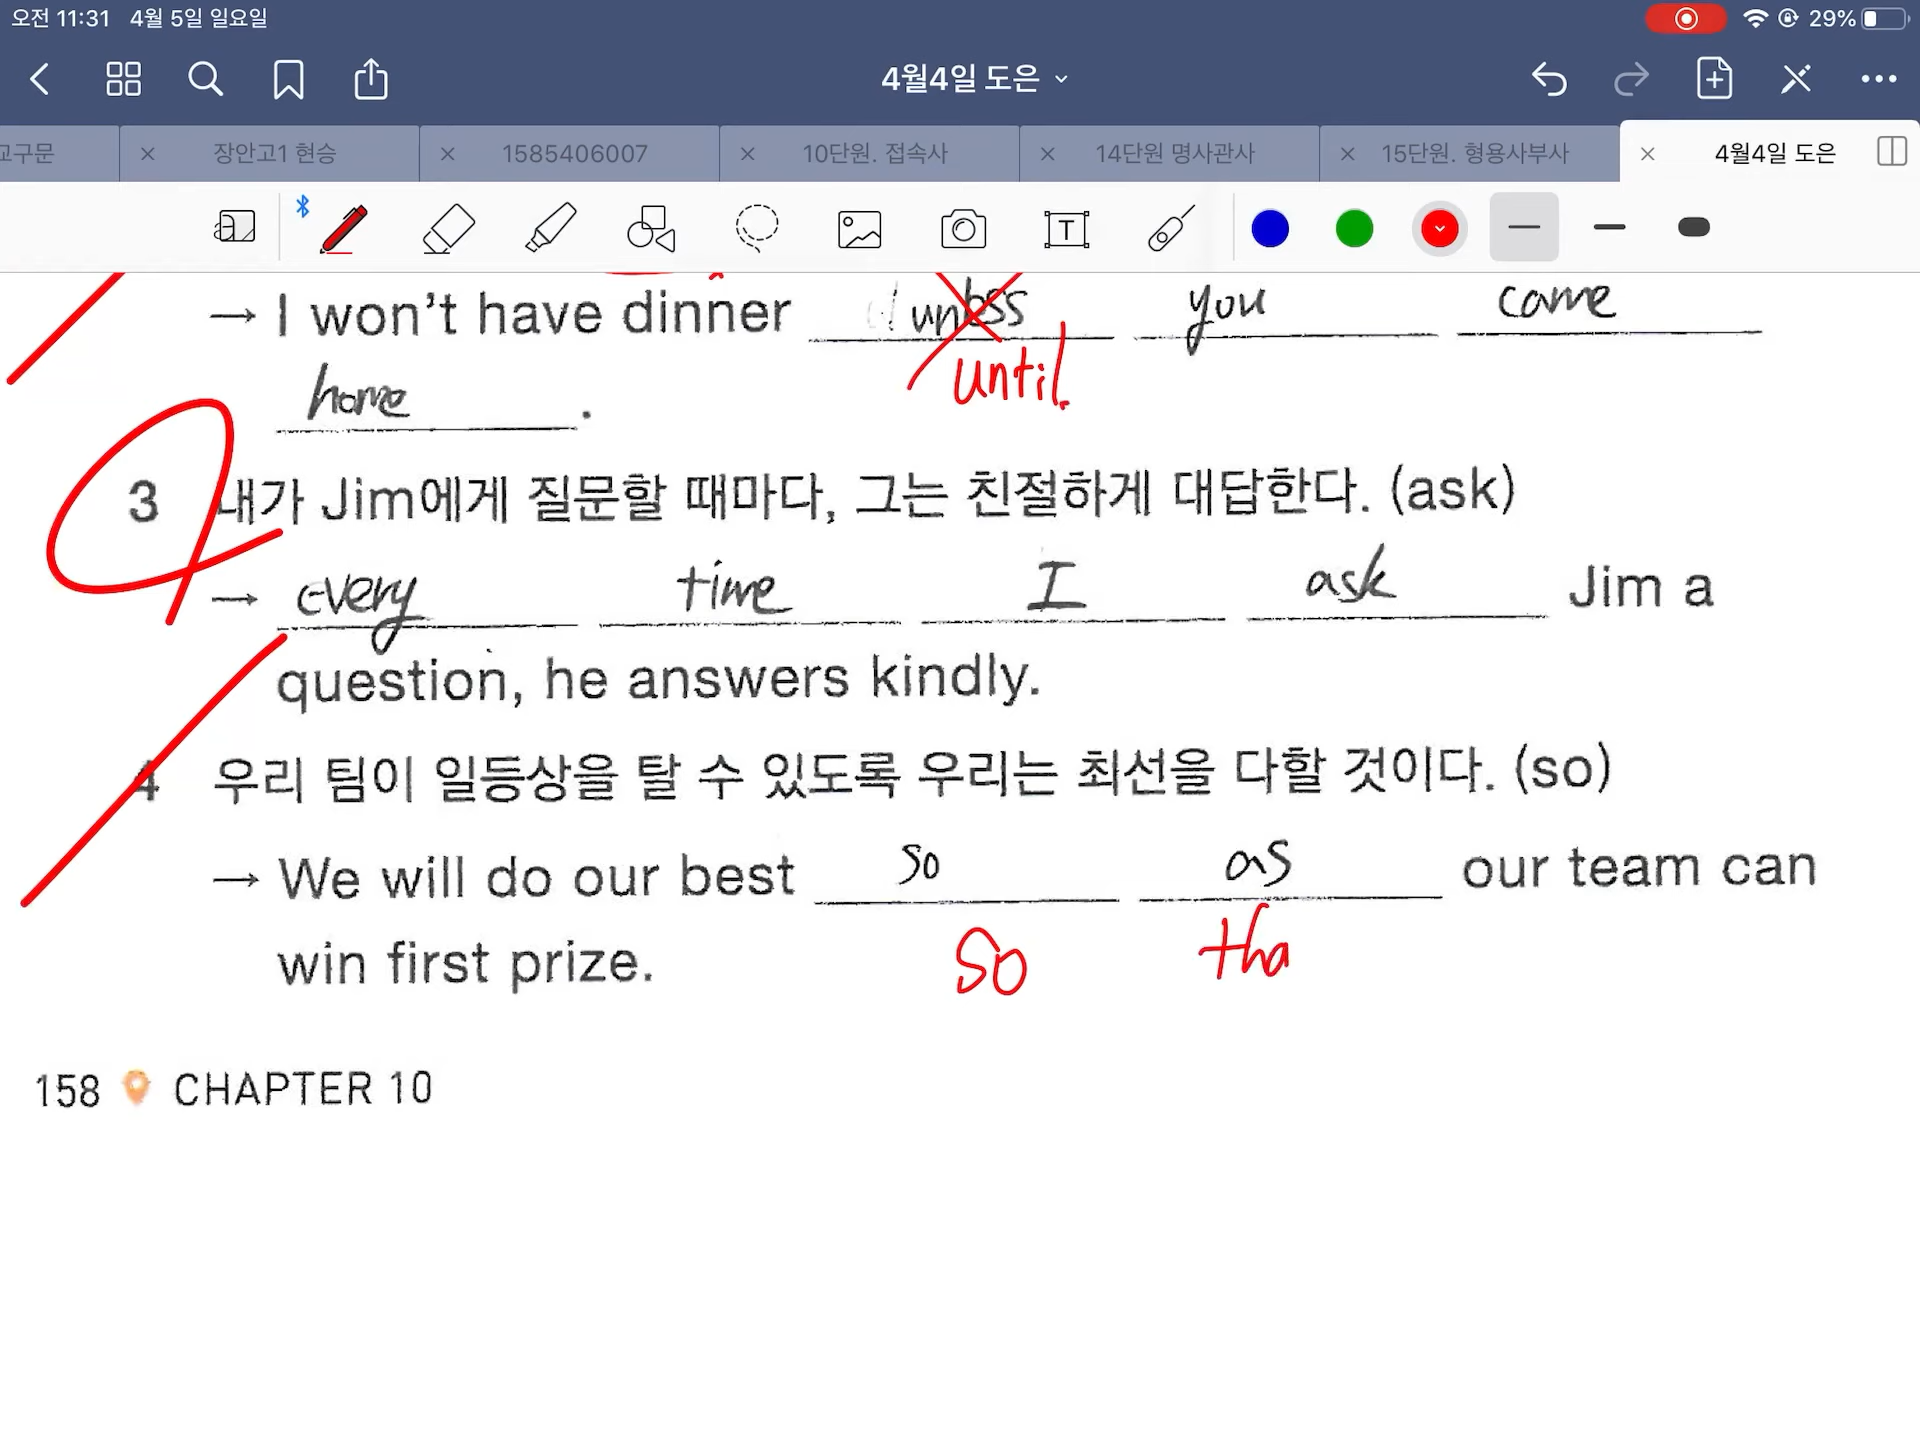 오전 11:31 4월 5일 일요일 29%
4월4일 도은
교구문 장안고1 현승 1585406007 10단원. 접속사 14단원 명사관사 15단원. 형용사부사 4월4일 도은
→ I won't have dinner unless you come
until
home .
3 내가 Jim에게 질문할 때마다, 그는 친절하게 대답한다. (ask)
→ every time I ask Jim a
question, he answers kindly.
4 우리 팀이 일등상을 탈 수 있도록 우리는 최선을 다할 것이다. (so)
→ We will do our best so as our team can
win first prize. so tha
158 CHAPTER 10